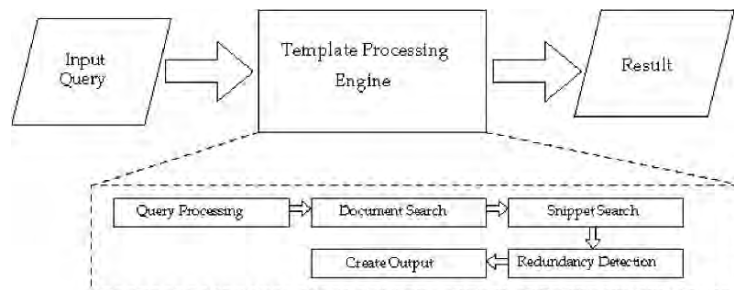 Input
Query
Template Processing
Engine
Result
Query Processing
Document Search
Snippet Search
Create Output
Redundancy Detection